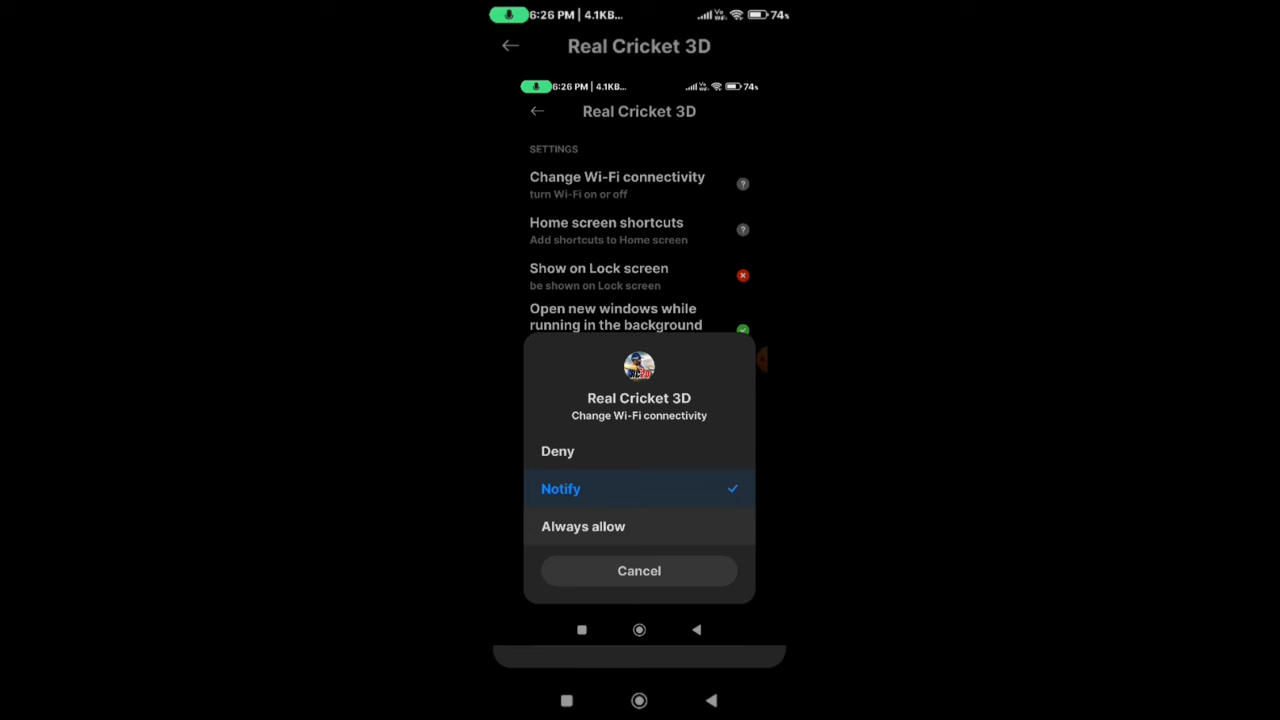 6:26 PM | 4.1KB... 74%
Real Cricket 3D
6:26 PM | 4.1KB... 74%
Real Cricket 3D
SETTINGS
Change Wi-Fi connectivity
turn Wi-Fi on or off
Home screen shortcuts
Add shortcuts to Home screen
Show on Lock screen
be shown on Lock screen
Open new windows while
running in the background
Real Cricket 3D
Change Wi-Fi connectivity
Deny
Notify
Always allow
Cancel